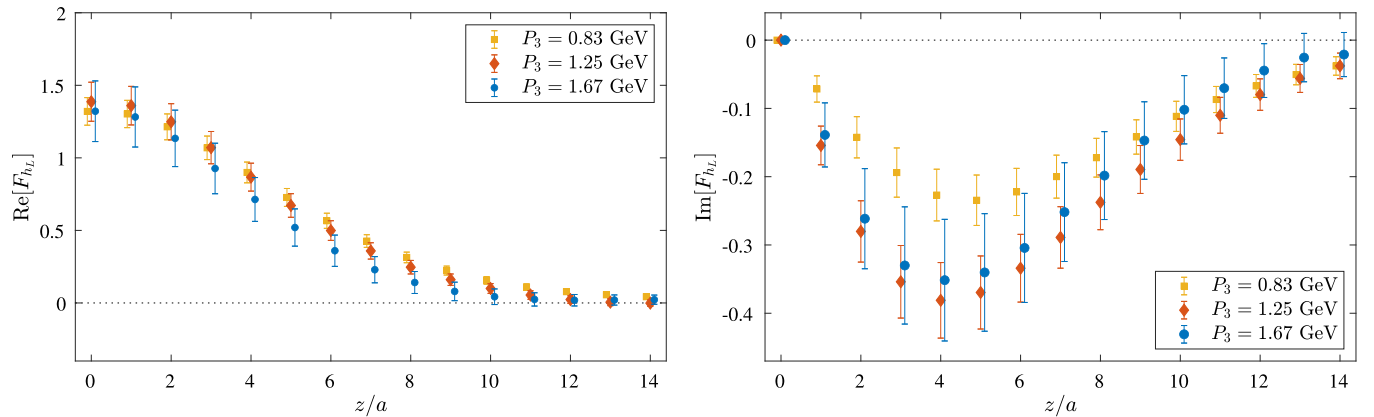 2
1.5
1
0.5
0
Re[F_{h_L}]
0 2 4 6 8 10 12 14
z/a
P_3 = 0.83 GeV
P_3 = 1.25 GeV
P_3 = 1.67 GeV
0
-0.1
-0.2
-0.3
-0.4
Im[F_{h_L}]
0 2 4 6 8 10 12 14
z/a
P_3 = 0.83 GeV
P_3 = 1.25 GeV
P_3 = 1.67 GeV